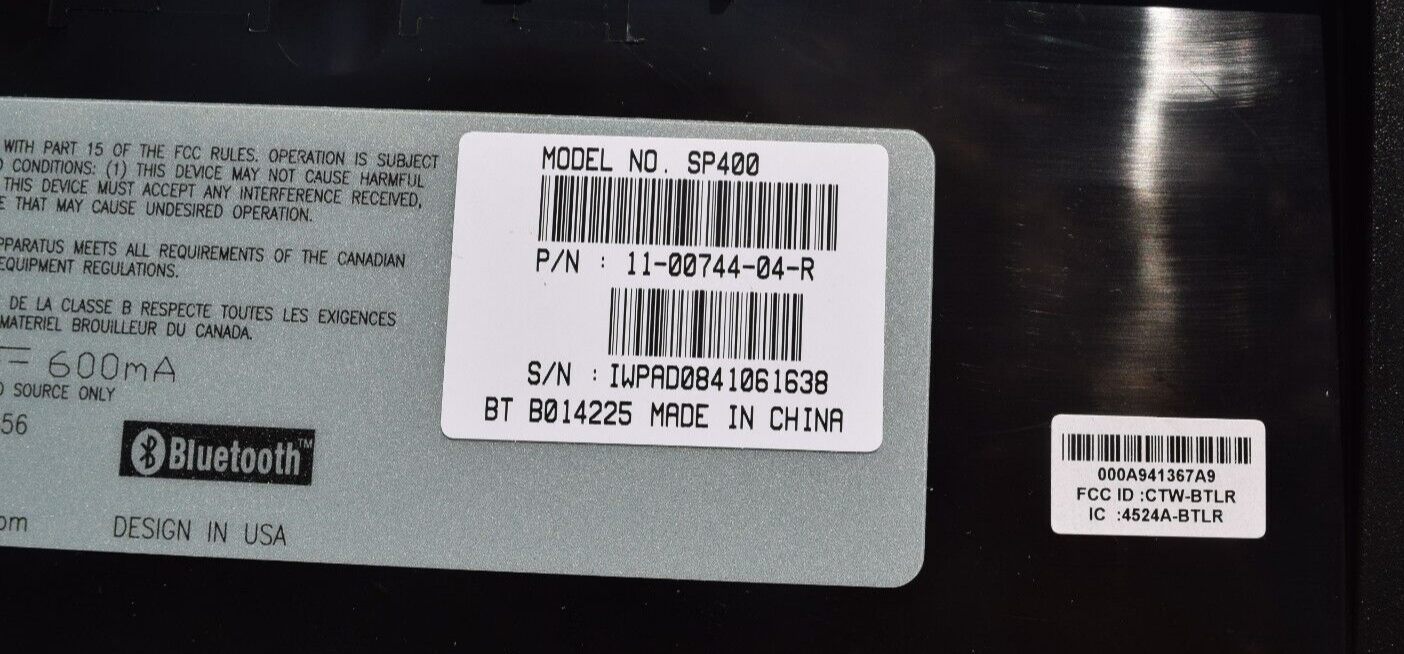 WITH PART 15 OF THE FCC RULES. OPERATION IS SUBJECT
CONDITIONS: (1) THIS DEVICE MAY NOT CAUSE HARMFUL
THIS DEVICE MUST ACCEPT ANY INTERFERENCE RECEIVED,
THAT MAY CAUSE UNDESIRED OPERATION.
APPARATUS MEETS ALL REQUIREMENTS OF THE CANADIAN
EQUIPMENT REGULATIONS.
DE LA CLASSE B RESPECTE TOUTES LES EXIGENCES
MATERIEL BROUILLEUR DU CANADA.
600mA
SOURCE ONLY
56
Bluetooth™
om
DESIGN IN USA
MODEL NO. SP400
P/N : 11-00744-04-R
S/N : IWPAD0841061638
BT B014225 MADE IN CHINA
000A941367A9
FCC ID :CTW-BTLR
IC :4524A-BTLR